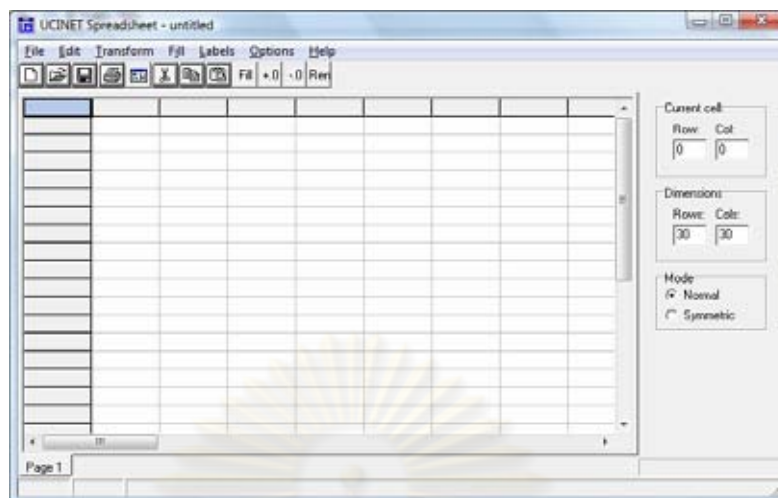 UCINET Spreadsheet - untitled
File Edit Transform Fill Labels Options Help
Fill +.0 -.0 Ren
Current cell:
Row: Col:
0 0
Dimensions
Rows: Cols:
30 30
Mode
Normal
Symmetric
Page 1